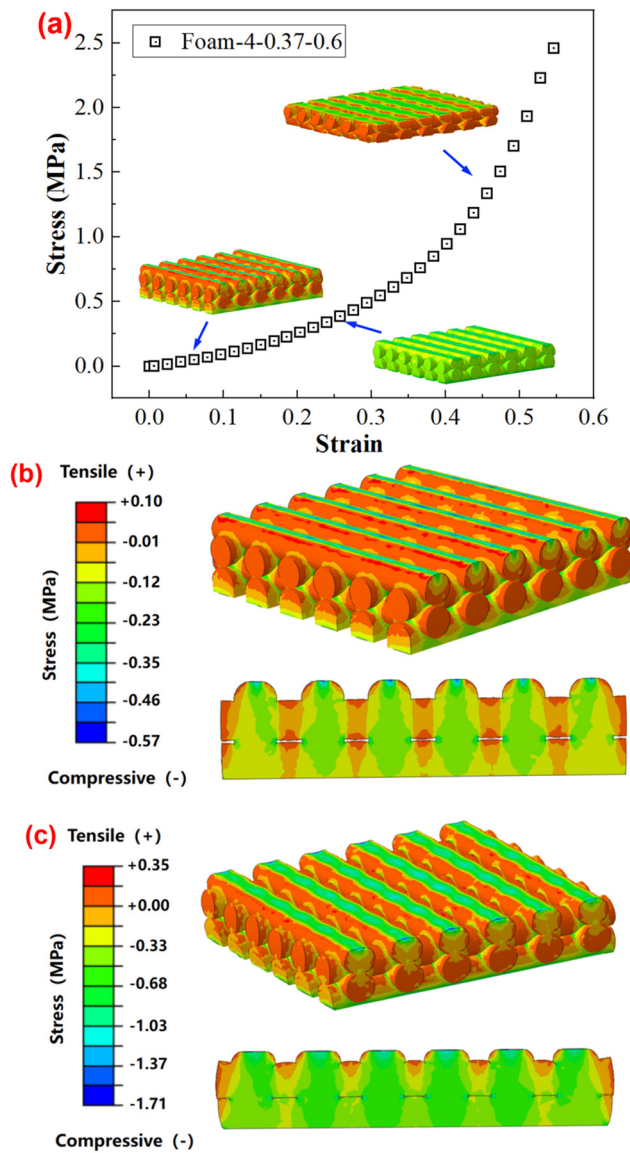 (a)
Foam-4-0.37-0.6
2.5
2.0
1.5
1.0
0.5
0.0
Stress (MPa)
0.0 0.1 0.2 0.3 0.4 0.5 0.6
Strain
(b)
Tensile (+)
+0.10
-0.01
-0.12
-0.23
-0.35
-0.46
-0.57
Stress (MPa)
Compressive (-)
(c)
Tensile (+)
+0.35
+0.00
-0.33
-0.68
-1.03
-1.37
-1.71
Stress (MPa)
Compressive (-)